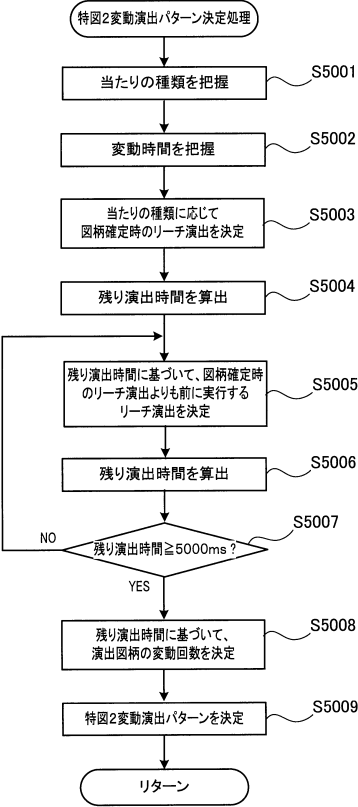 特図２変動演出パターン決定処理
当たりの種類を把握
S5001
変動時間を把握
S5002
当たりの種類に応じて
図柄確定時のリーチ演出を決定
S5003
残り演出時間を算出
S5004
残り演出時間に基づいて、図柄確定時
のリーチ演出よりも前に実行する
リーチ演出を決定
S5005
残り演出時間を算出
S5006
残り演出時間≧5000ms？
S5007
NO
YES
残り演出時間に基づいて、
演出図柄の変動回数を決定
S5008
特図２変動演出パターンを決定
S5009
リターン